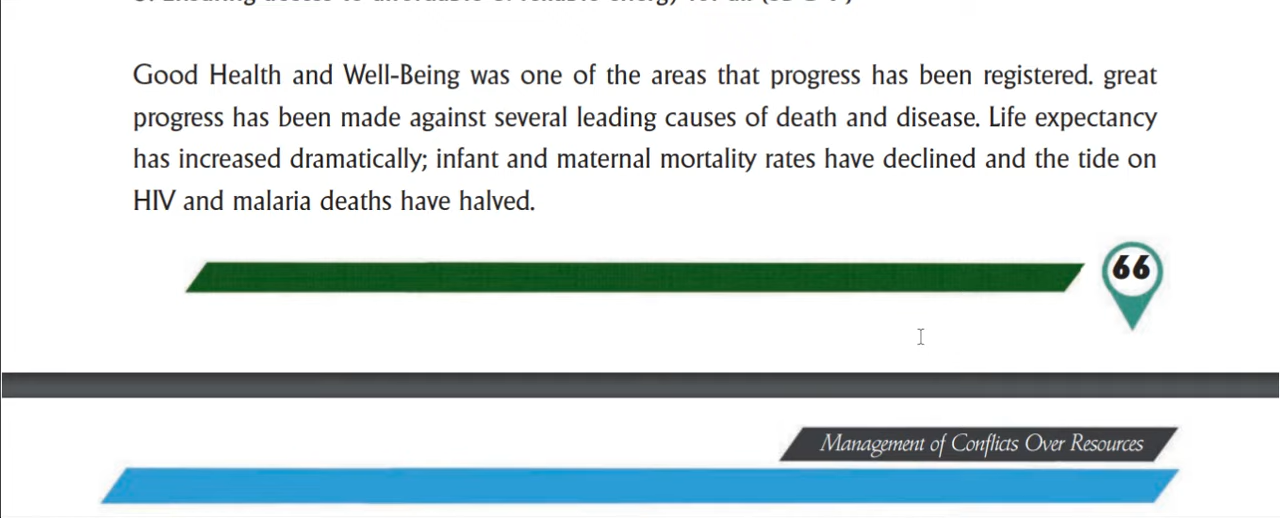 Good Health and Well-Being was one of the areas that progress has been registered. great
progress has been made against several leading causes of death and disease. Life expectancy
has increased dramatically; infant and maternal mortality rates have declined and the tide on
HIV and malaria deaths have halved.
66
Management of Conflicts Over Resources